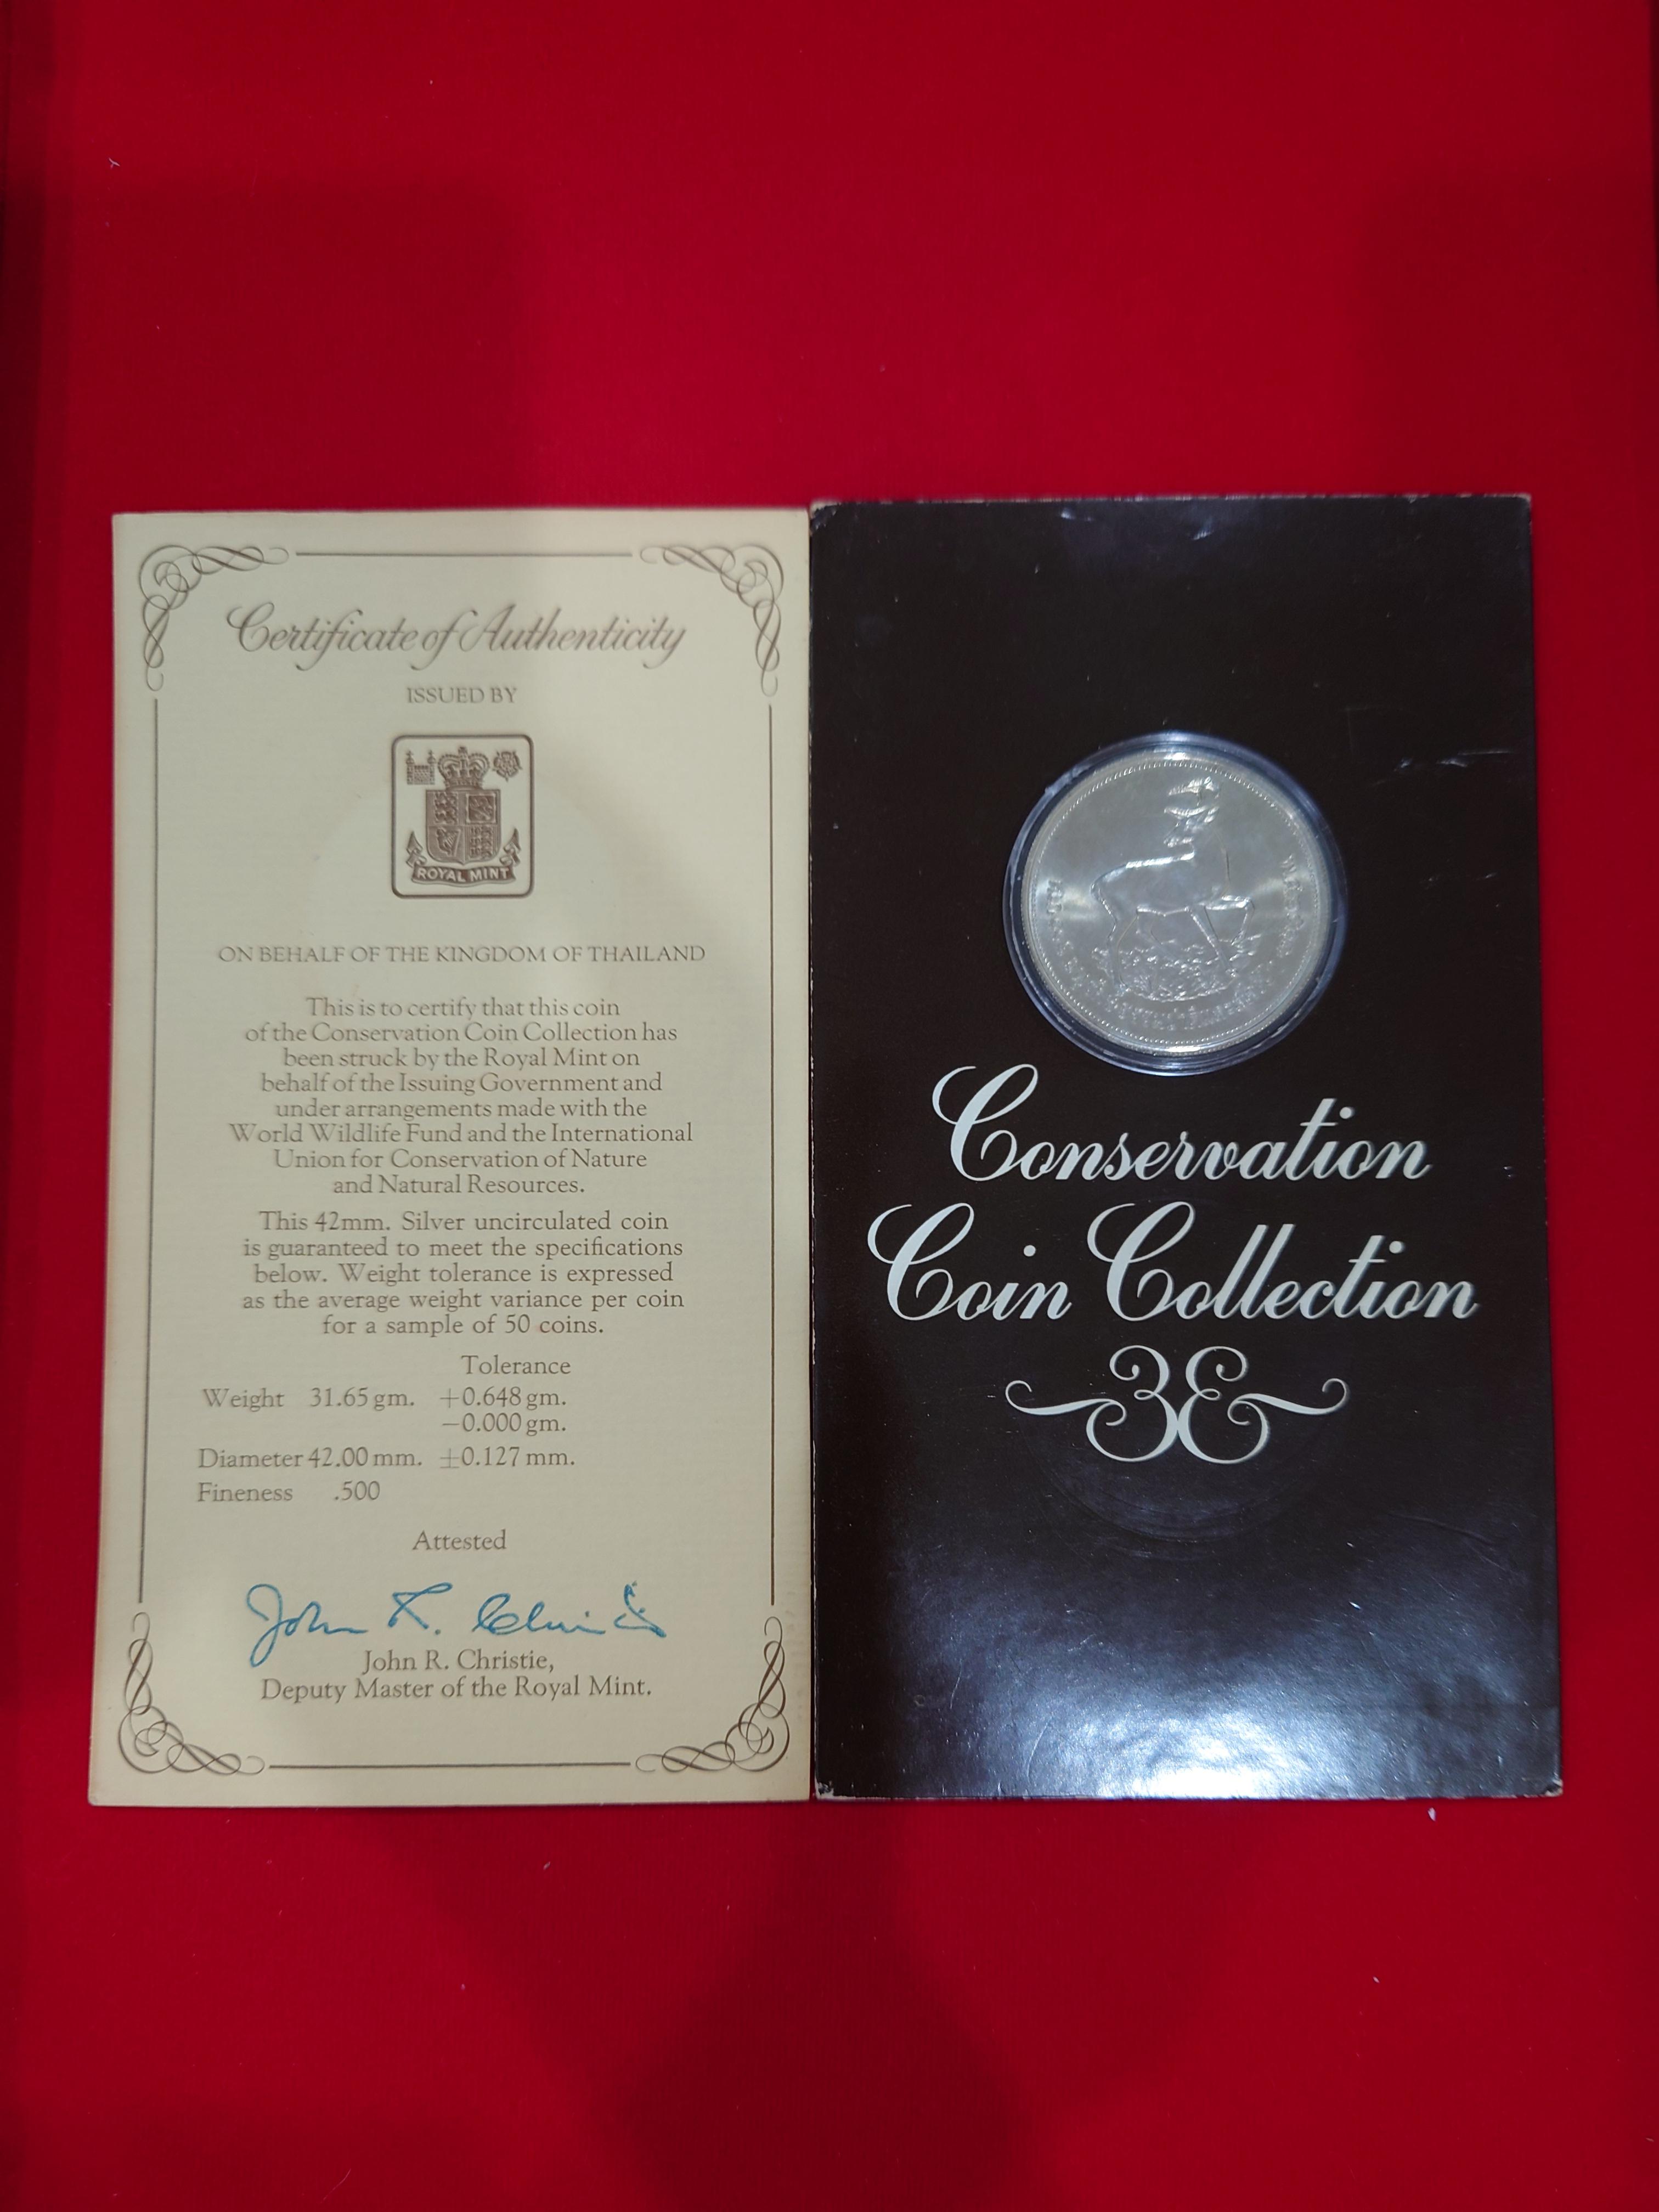 Certificate of Authenticity
ISSUED BY
ROYAL MINT
ON BEHALF OF THE KINGDOM OF THAILAND
This is to certify that this coin
of the Conservation Coin Collection has
been struck by the Royal Mint on
behalf of the Issuing Government and
under arrangements made with the
World Wildlife Fund and the International
Union for Conservation of Nature
and Natural Resources.
This 42mm. Silver uncirculated coin
is guaranteed to meet the specifications
below. Weight tolerance is expressed
as the average weight variance per coin
for a sample of 50 coins.
Tolerance
Weight 31.65 gm. +0.648 gm.
−0.000 gm.
Diameter 42.00 mm. ±0.127 mm.
Fineness .500
Attested
John R. Christie
John R. Christie,
Deputy Master of the Royal Mint.
Conservation
Coin Collection